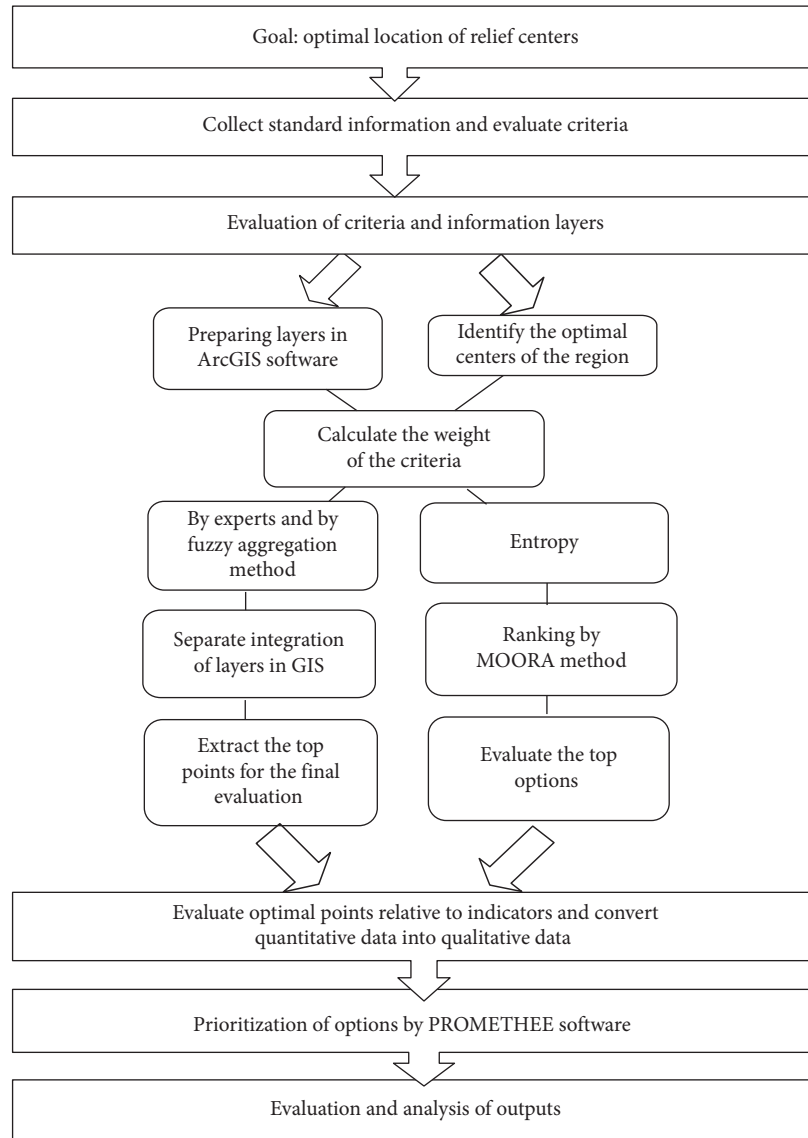 Goal: optimal location of relief centers
Collect standard information and evaluate criteria
Evaluation of criteria and information layers
Preparing layers in
ArcGIS software
Identify the optimal
centers of the region
Calculate the weight
of the criteria
By experts and by
fuzzy aggregation
method
Entropy
Separate integration
of layers in GIS
Ranking by
MOORA method
Extract the top
points for the final
evaluation
Evaluate the top
options
Evaluate optimal points relative to indicators and convert
quantitative data into qualitative data
Prioritization of options by PROMETHEE software
Evaluation and analysis of outputs